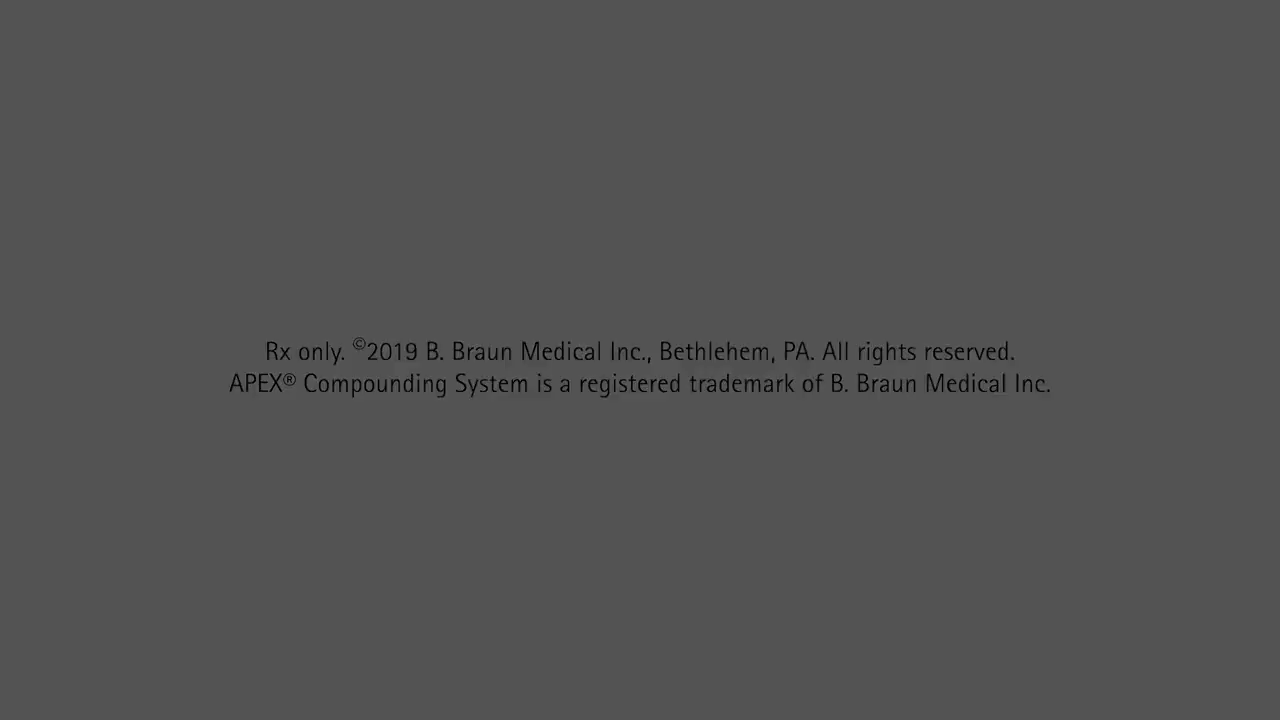 Rx only. ©2019 B. Braun Medical Inc., Bethlehem, PA. All rights reserved.
APEX® Compounding System is a registered trademark of B. Braun Medical Inc.